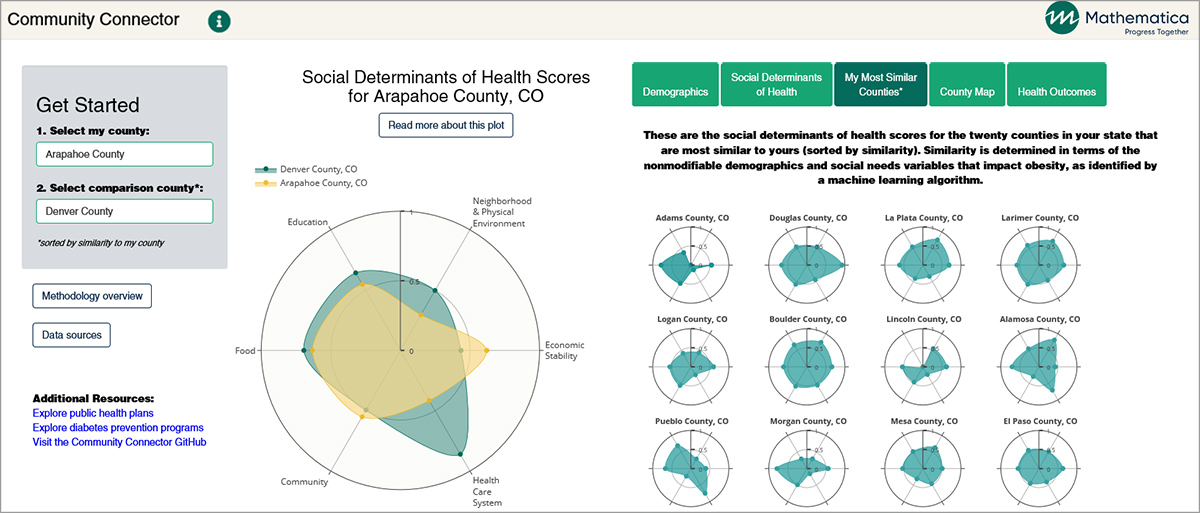 Community Connector
i
Mathematica
Progress Together
Get Started
1. Select my county:
Arapahoe County
2. Select comparison county*:
Denver County
*sorted by similarity to my county
Methodology overview
Data sources
Additional Resources:
Explore public health plans
Explore diabetes prevention programs
Visit the Community Connector GitHub
Social Determinants of Health Scores
for Arapahoe County, CO
Read more about this plot
Denver County, CO
Arapahoe County, CO
Neighborhood
& Physical
Environment
Education
1
0.5
Food
0
Economic
Stability
Community
Health
Care
System
Demographics
Social Determinants
of Health
My Most Similar
Counties*
County Map
Health Outcomes
These are the social determinants of health scores for the twenty counties in your state that
are most similar to yours (sorted by similarity). Similarity is determined in terms of the
nonmodifiable demographics and social needs variables that impact obesity, as identified by
a machine learning algorithm.
Adams County, CO
Douglas County, CO
La Plata County, CO
Larimer County, CO
Logan County, CO
Boulder County, CO
Lincoln County, CO
Alamosa County, CO
Pueblo County, CO
Morgan County, CO
Mesa County, CO
El Paso County, CO